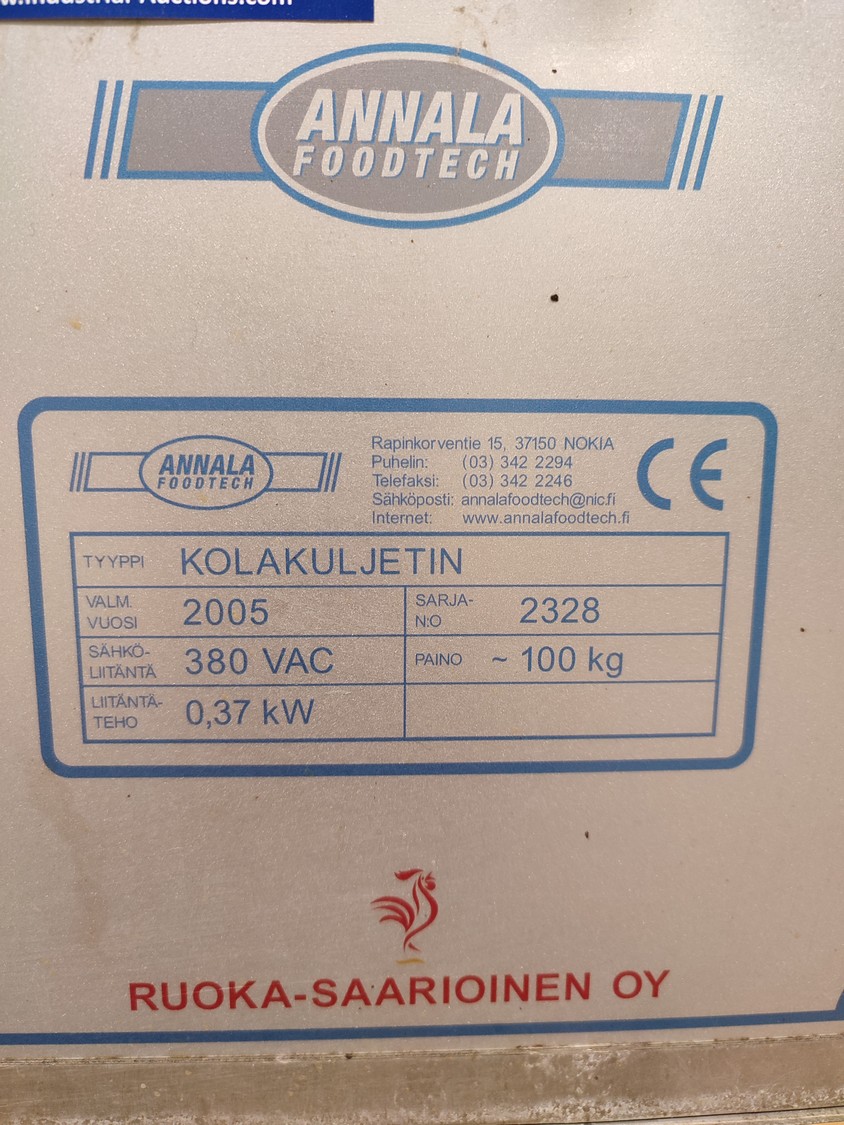 ANNALA
FOODTECH
ANNALA
FOODTECH
Rapinkorventie 15, 37150 NOKIA
Puhelin: (03) 342 2294
Telefaksi: (03) 342 2246
Sähköposti: annalafoodtech@nic.fi
Internet: www.annalafoodtech.fi
CE
TYYPPI KOLAKULJETIN
VALM.
VUOSI 2005
SARJA-
N:O 2328
SÄHKÖ-
LIITÄNTÄ 380 VAC
PAINO ~ 100 kg
LIITÄNTÄ-
TEHO 0,37 kW
RUOKA-SAARIOINEN OY